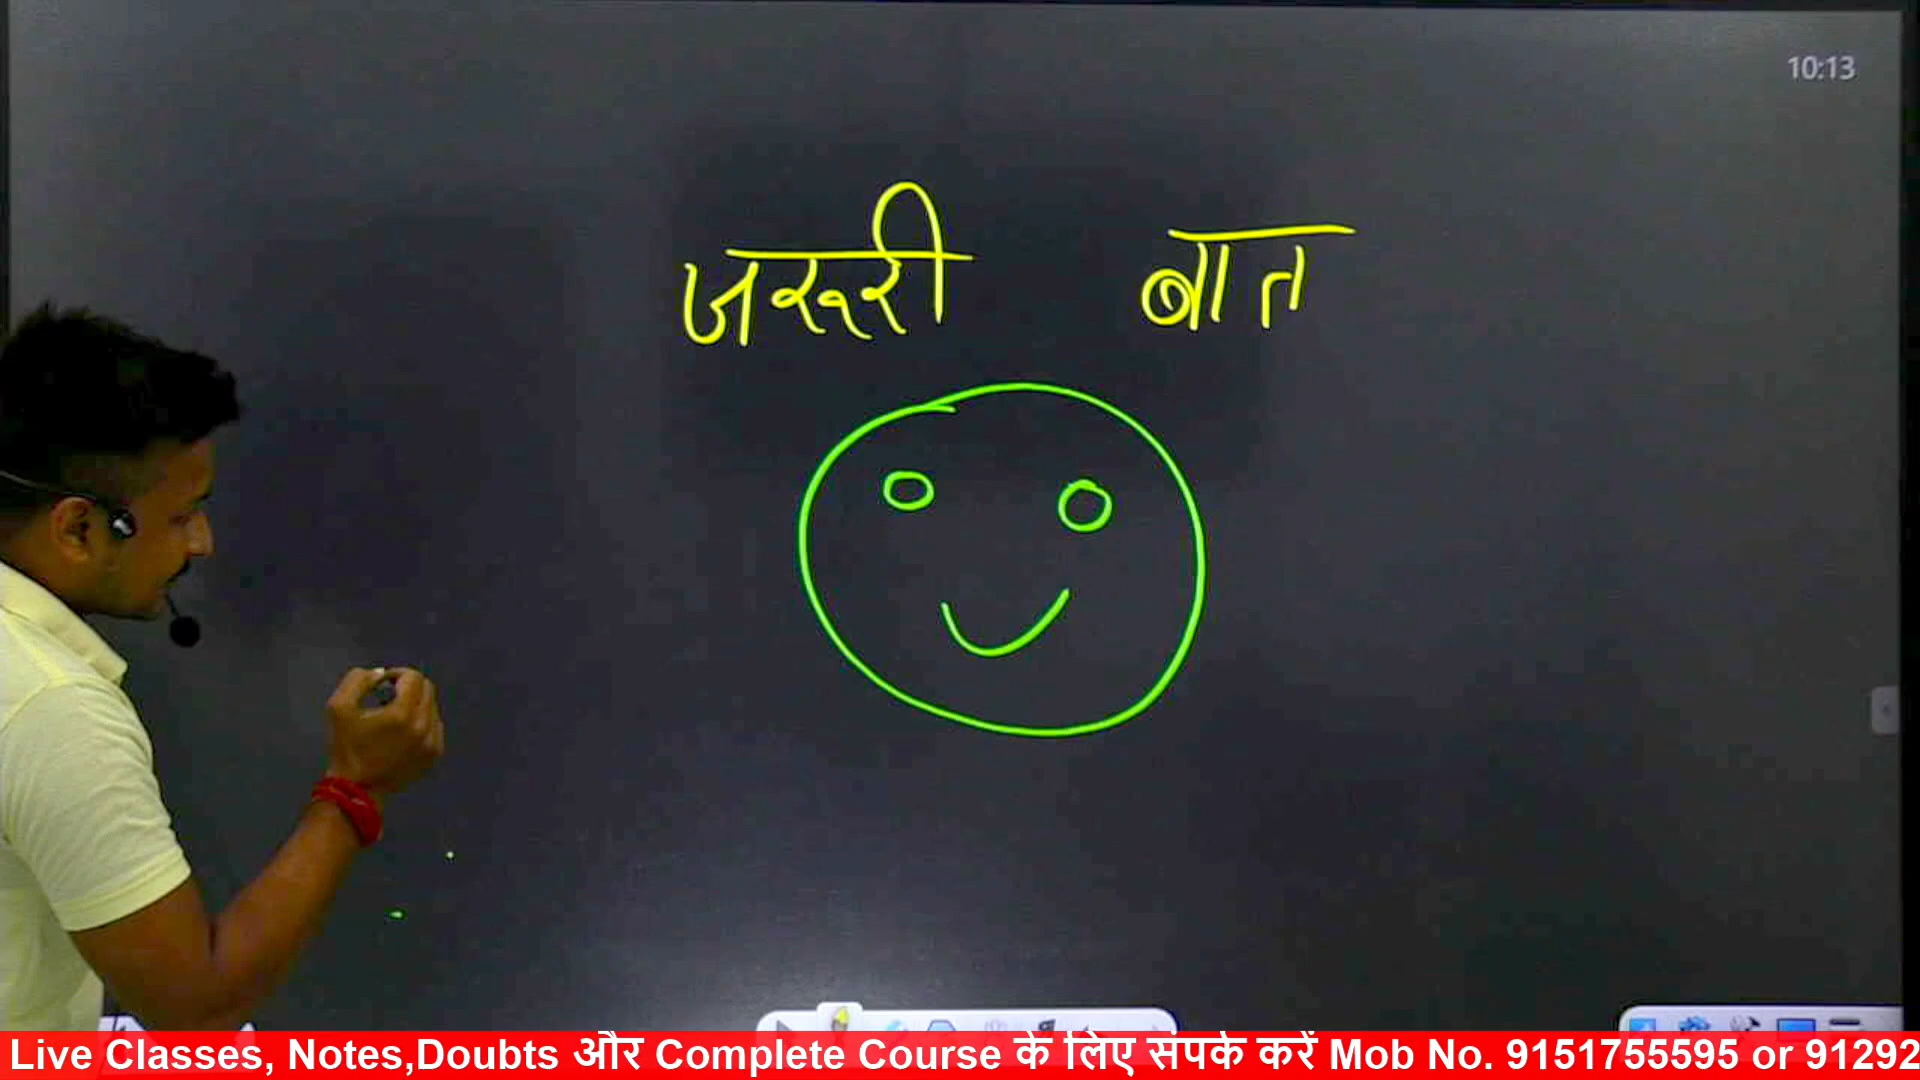 10:13
जरूरी बात
Live Classes, Notes,Doubts और Complete Course के लिए संपर्क करें Mob No. 9151755595 or 91292